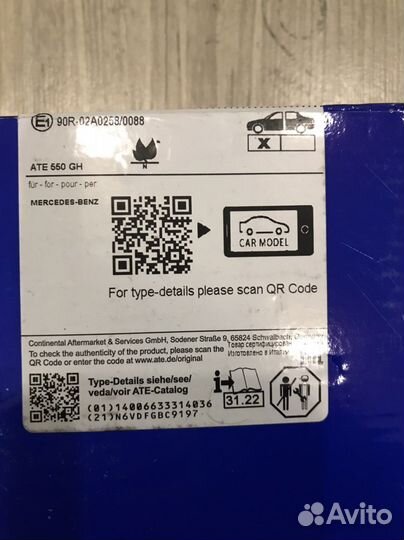 E1 90R-02A0258/0088
X
N
ATE 550 GH
für - for - pour - per
MERCEDES-BENZ
CAR MODEL
For type-details please scan QR Code
Continental Aftermarket & Services GmbH, Sodener Straße 9, 65824 Schwalbach,
To check the authenticity of the product, please scan the
QR Code or enter the code at www.ate.de/original
Товар сертифицирован
Изготовлено в
Type-Details siehe/see/
veda/voir ATE-Catalog
i
31.22
(01)14006633314036
(21)N6VDFGBC9197
Avito